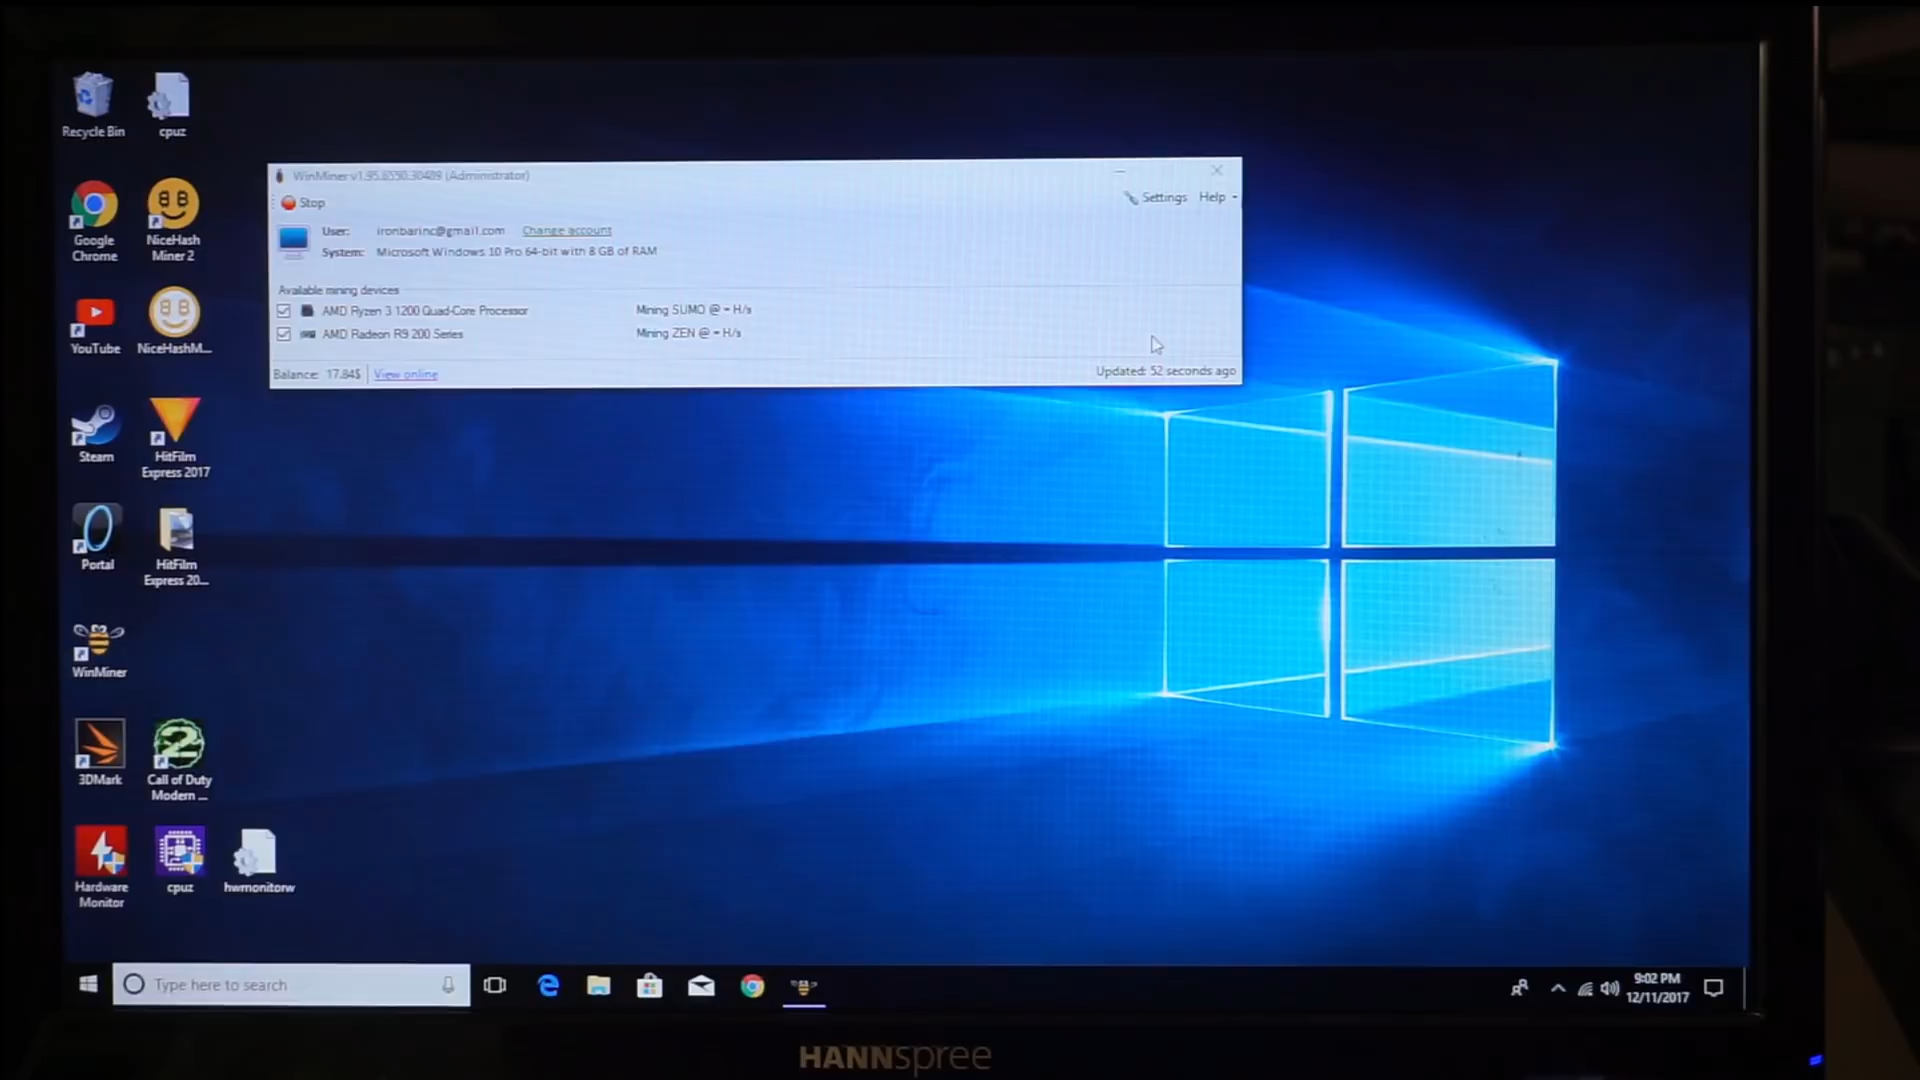 Recycle Bin
cpuz
WinMiner v1.95.6550.30489 (Administrator)
Stop
Settings
Help
User:
ironbarinc@gmail.com
Change account
System:
Microsoft Windows 10 Pro 64-bit with 8 GB of RAM
Available mining devices
AMD Ryzen 3 1200 Quad-Core Processor
Mining SUMO @ - H/s
AMD Radeon R9 200 Series
Mining ZEN @ - H/s
Balance: 17.84$
View online
Updated: 52 seconds ago
Google
Chrome
NiceHash
Miner 2
YouTube
NiceHashM...
Steam
HitFilm
Express 2017
Portal
HitFilm
Express 20...
WinMiner
3DMark
Call of Duty
Modern ...
Hardware
Monitor
cpuz
hwmonitorw
Type here to search
9:02 PM
12/11/2017
HANNspree